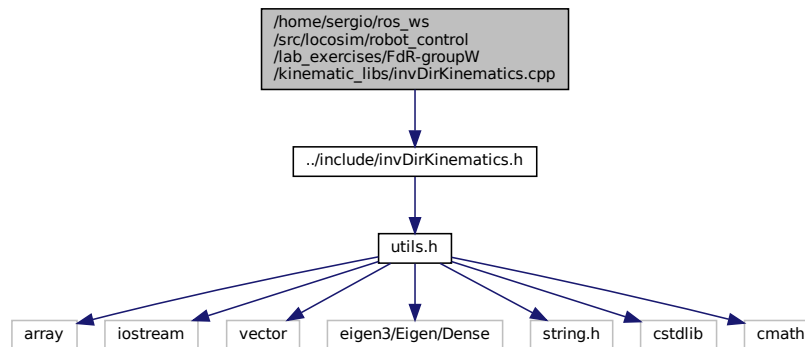 /home/sergio/ros_ws
/src/locosim/robot_control
/lab_exercises/FdR-groupW
/kinematic_libs/invDirKinematics.cpp
../include/invDirKinematics.h
utils.h
array
iostream
vector
eigen3/Eigen/Dense
string.h
cstdlib
cmath